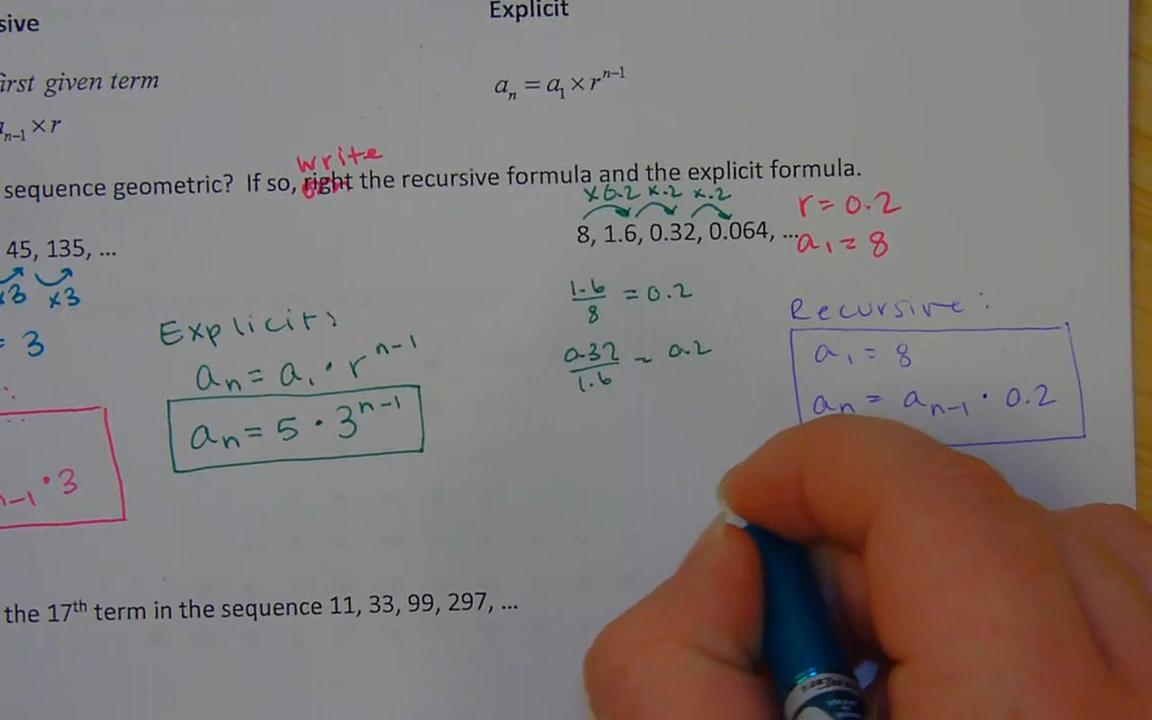 sive
Explicit
irst given term
aₙ = a₁ × rⁿ⁻¹
aₙ₋₁ × r
write
sequence geometric? If so, right the recursive formula and the explicit formula.
×0.2 ×.2 ×.2
r = 0.2
45, 135, ...
8, 1.6, 0.32, 0.064, ...
a₁ = 8
×3 ×3
1.6/8 = 0.2
= 3
Explicit:
Recursive:
aₙ = a₁ · rⁿ⁻¹
0.32/1.6 = 0.2
a₁ = 8
aₙ = 5 · 3ⁿ⁻¹
aₙ = aₙ₋₁ · 0.2
n-1 · 3
the 17th term in the sequence 11, 33, 99, 297, ...